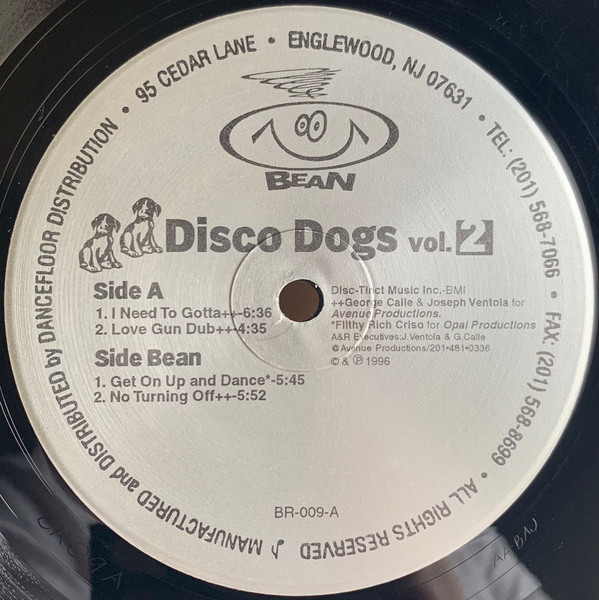 ♪ MANUFACTURED and DISTRIBUTED by DANCEFLOOR DISTRIBUTION • 95 CEDAR LANE • ENGLEWOOD, NJ 07631 • TEL: (201) 568-7066 • FAX: (201) 568-8699 • ALL RIGHTS RESERVED
BEAN
Disco Dogs vol. 2
Side A
1. I Need To Gotta++-6:36
2. Love Gun Dub++-4:35
Side Bean
1. Get On Up and Dance*-5:45
2. No Turning Off++-5:52
Disc-Tinct Music Inc.-BMI
++George Calle & Joseph Ventola for
Avenue Productions.
*Filthy Rich Criso for Opal Productions
A&R Executives:J.Ventola & G.Calle
@ Avenue Productions/201•481•0336
© & ℗ 1996
BR-009-A